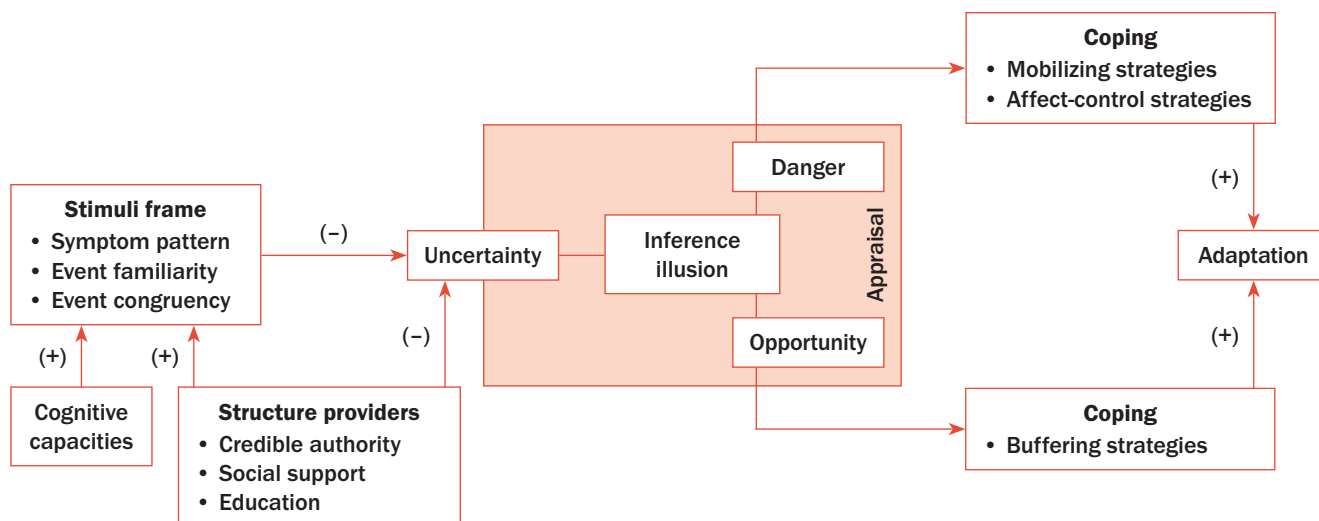 Coping
• Mobilizing strategies
• Affect-control strategies
Danger
(+)
Stimuli frame
• Symptom pattern
• Event familiarity
• Event congruency
(–)
Uncertainty
Inference
illusion
Appraisal
Adaptation
(–)
Opportunity
(+)
(+)
(+)
Cognitive
capacities
Structure providers
• Credible authority
• Social support
• Education
Coping
• Buffering strategies